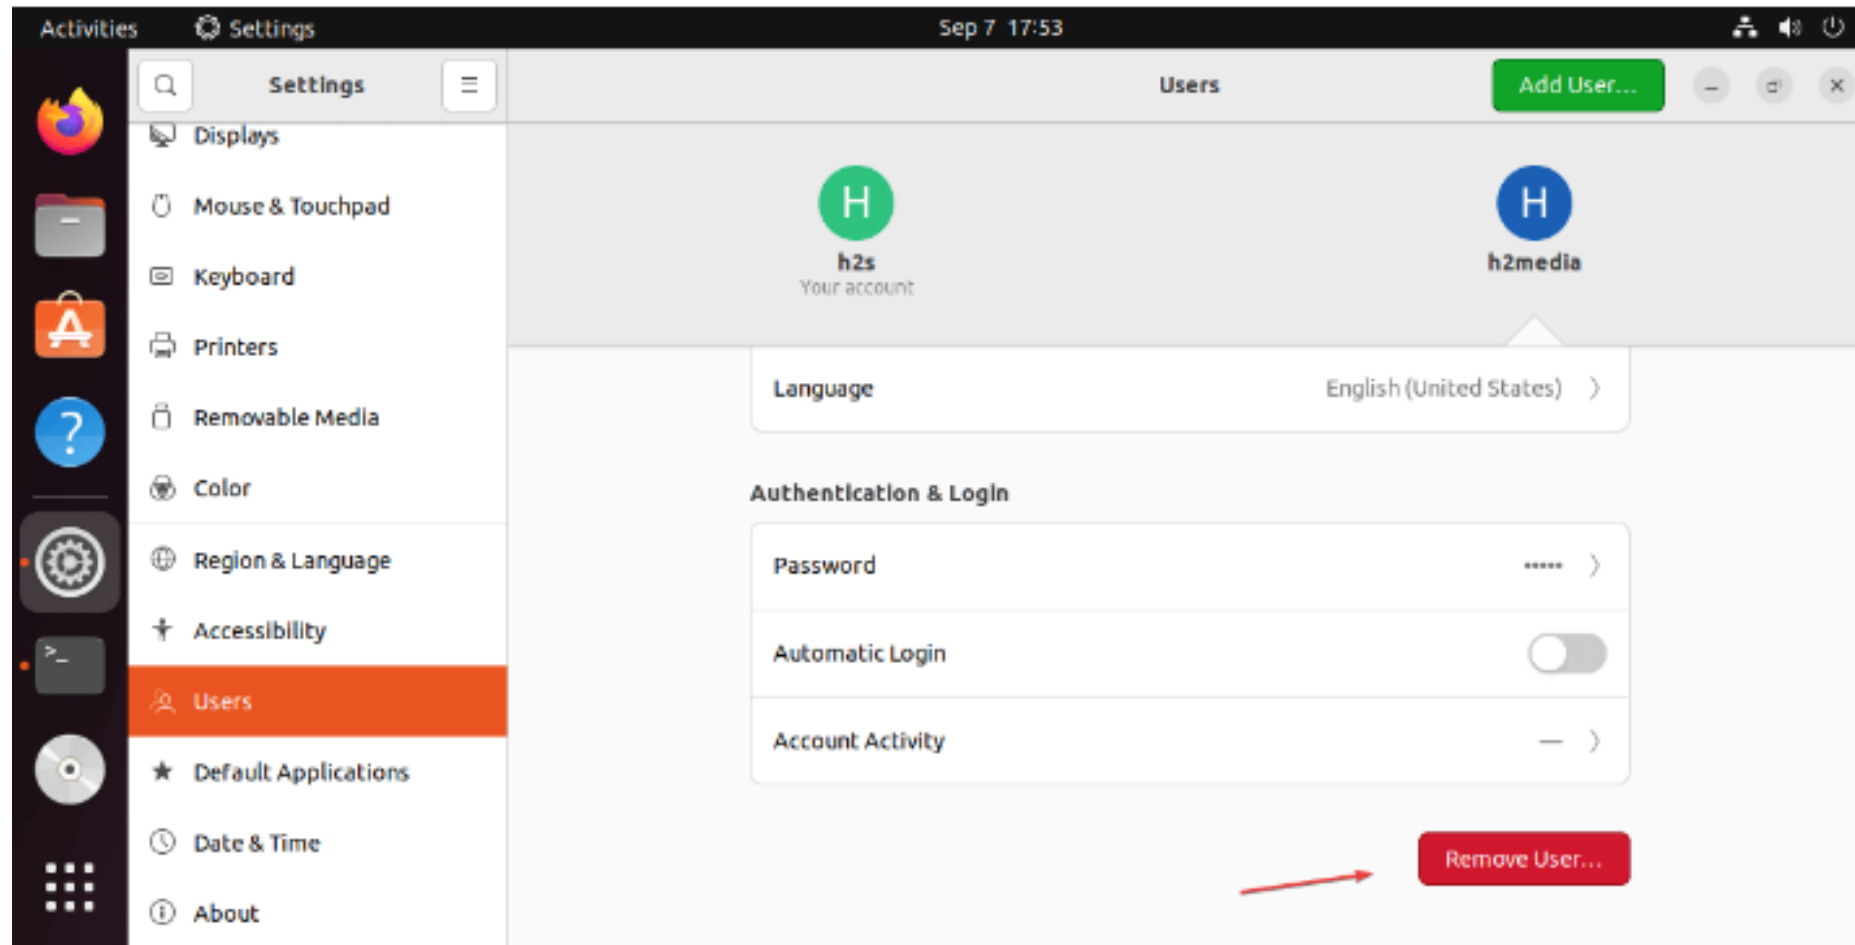 Activities Settings Sep 7 17:53
Settings Users Add User...
Displays
Mouse & Touchpad
Keyboard
Printers
Removable Media
Color
Region & Language
Accessibility
Users
Default Applications
Date & Time
About
H H
h2s h2media
Your account
Language English (United States)
Authentication & Login
Password •••••
Automatic Login
Account Activity —
Remove User...